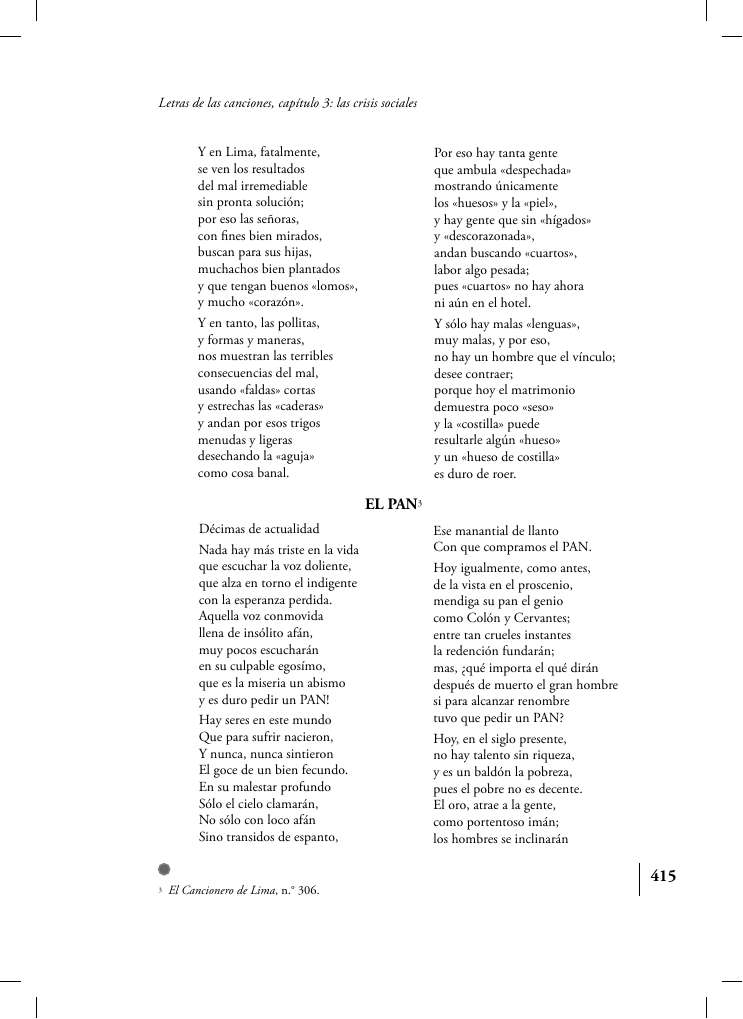 Letras de las canciones, capítulo 3: las crisis sociales
Y en Lima, fatalmente,
se ven los resultados
del mal irremediable
sin pronta solución;
por eso las señoras,
con fines bien mirados,
buscan para sus hijas,
muchachos bien plantados
y que tengan buenos «lomos»,
y mucho «corazón».
Y en tanto, las pollitas,
y formas y maneras,
nos muestran las terribles
consecuencias del mal,
usando «faldas» cortas
y estrechas las «caderas»
y andan por esos trigos
menudas y ligeras
desechando la «aguja»
como cosa banal.
Por eso hay tanta gente
que ambula «despechada»
mostrando únicamente
los «huesos» y la «piel»,
y hay gente que sin «hígados»
y «descorazonada»,
andan buscando «cuartos»,
labor algo pesada;
pues «cuartos» no hay ahora
ni aún en el hotel.
Y sólo hay malas «lenguas»,
muy malas, y por eso,
no hay un hombre que el vínculo;
desee contraer;
porque hoy el matrimonio
demuestra poco «seso»
y la «costilla» puede
resultarle algún «hueso»
y un «hueso de costilla»
es duro de roer.
EL PAN3
Décimas de actualidad
Nada hay más triste en la vida
que escuchar la voz doliente,
que alza en torno el indigente
con la esperanza perdida.
Aquella voz conmovida
llena de insólito afán,
muy pocos escucharán
en su culpable egosímo,
que es la miseria un abismo
y es duro pedir un PAN!
Hay seres en este mundo
Que para sufrir nacieron,
Y nunca, nunca sintieron
El goce de un bien fecundo.
En su malestar profundo
Sólo el cielo clamarán,
No sólo con loco afán
Sino transidos de espanto,
Ese manantial de llanto
Con que compramos el PAN.
Hoy igualmente, como antes,
de la vista en el proscenio,
mendiga su pan el genio
como Colón y Cervantes;
entre tan crueles instantes
la redención fundarán;
mas, ¿qué importa el qué dirán
después de muerto el gran hombre
si para alcanzar renombre
tuvo que pedir un PAN?
Hoy, en el siglo presente,
no hay talento sin riqueza,
y es un baldón la pobreza,
pues el pobre no es decente.
El oro, atrae a la gente,
como portentoso imán;
los hombres se inclinarán
3 El Cancionero de Lima, n.° 306.
415